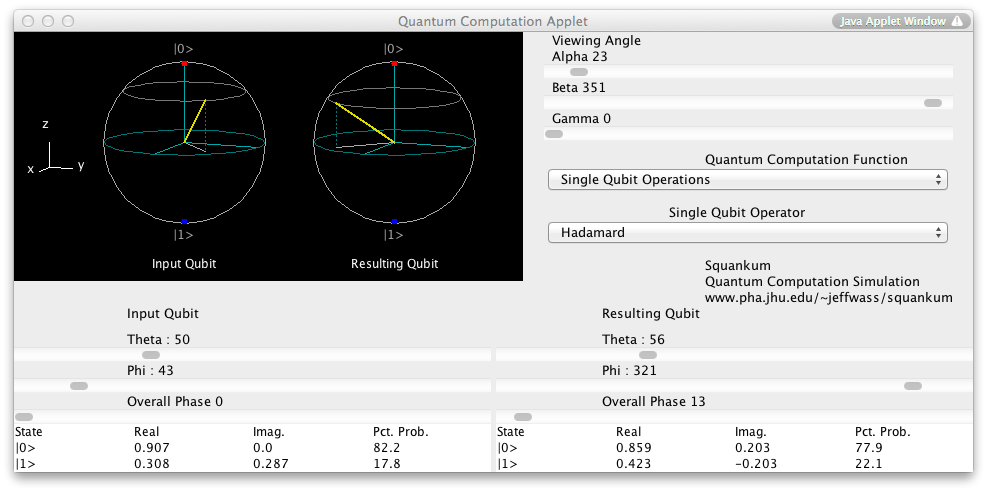 Quantum Computation Applet
Java Applet Window
|0> |0>
z
x y
|1> |1>
Input Qubit Resulting Qubit
Viewing Angle
Alpha 23
Beta 351
Gamma 0
Quantum Computation Function
Single Qubit Operations
Single Qubit Operator
Hadamard
Squankum
Quantum Computation Simulation
www.pha.jhu.edu/~jeffwass/squankum
Input Qubit
Theta : 50
Phi : 43
Overall Phase 0
State Real Imag. Pct. Prob.
|0> 0.907 0.0 82.2
|1> 0.308 0.287 17.8
Resulting Qubit
Theta : 56
Phi : 321
Overall Phase 13
State Real Imag. Pct. Prob.
|0> 0.859 0.203 77.9
|1> 0.423 -0.203 22.1